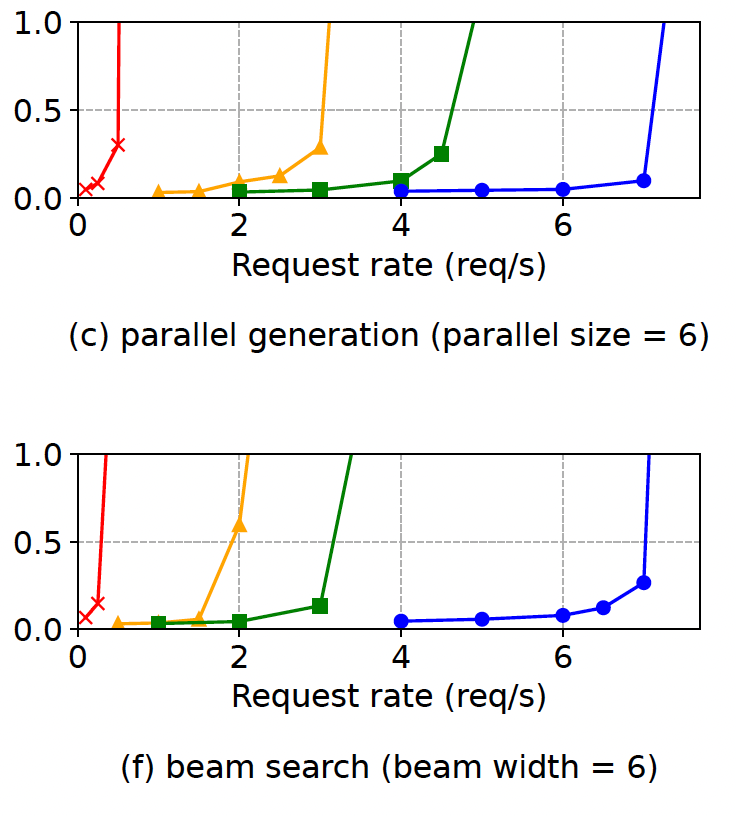 1.0
0.5
0.0
0 2 4 6
Request rate (req/s)
(c) parallel generation (parallel size = 6)
1.0
0.5
0.0
0 2 4 6
Request rate (req/s)
(f) beam search (beam width = 6)